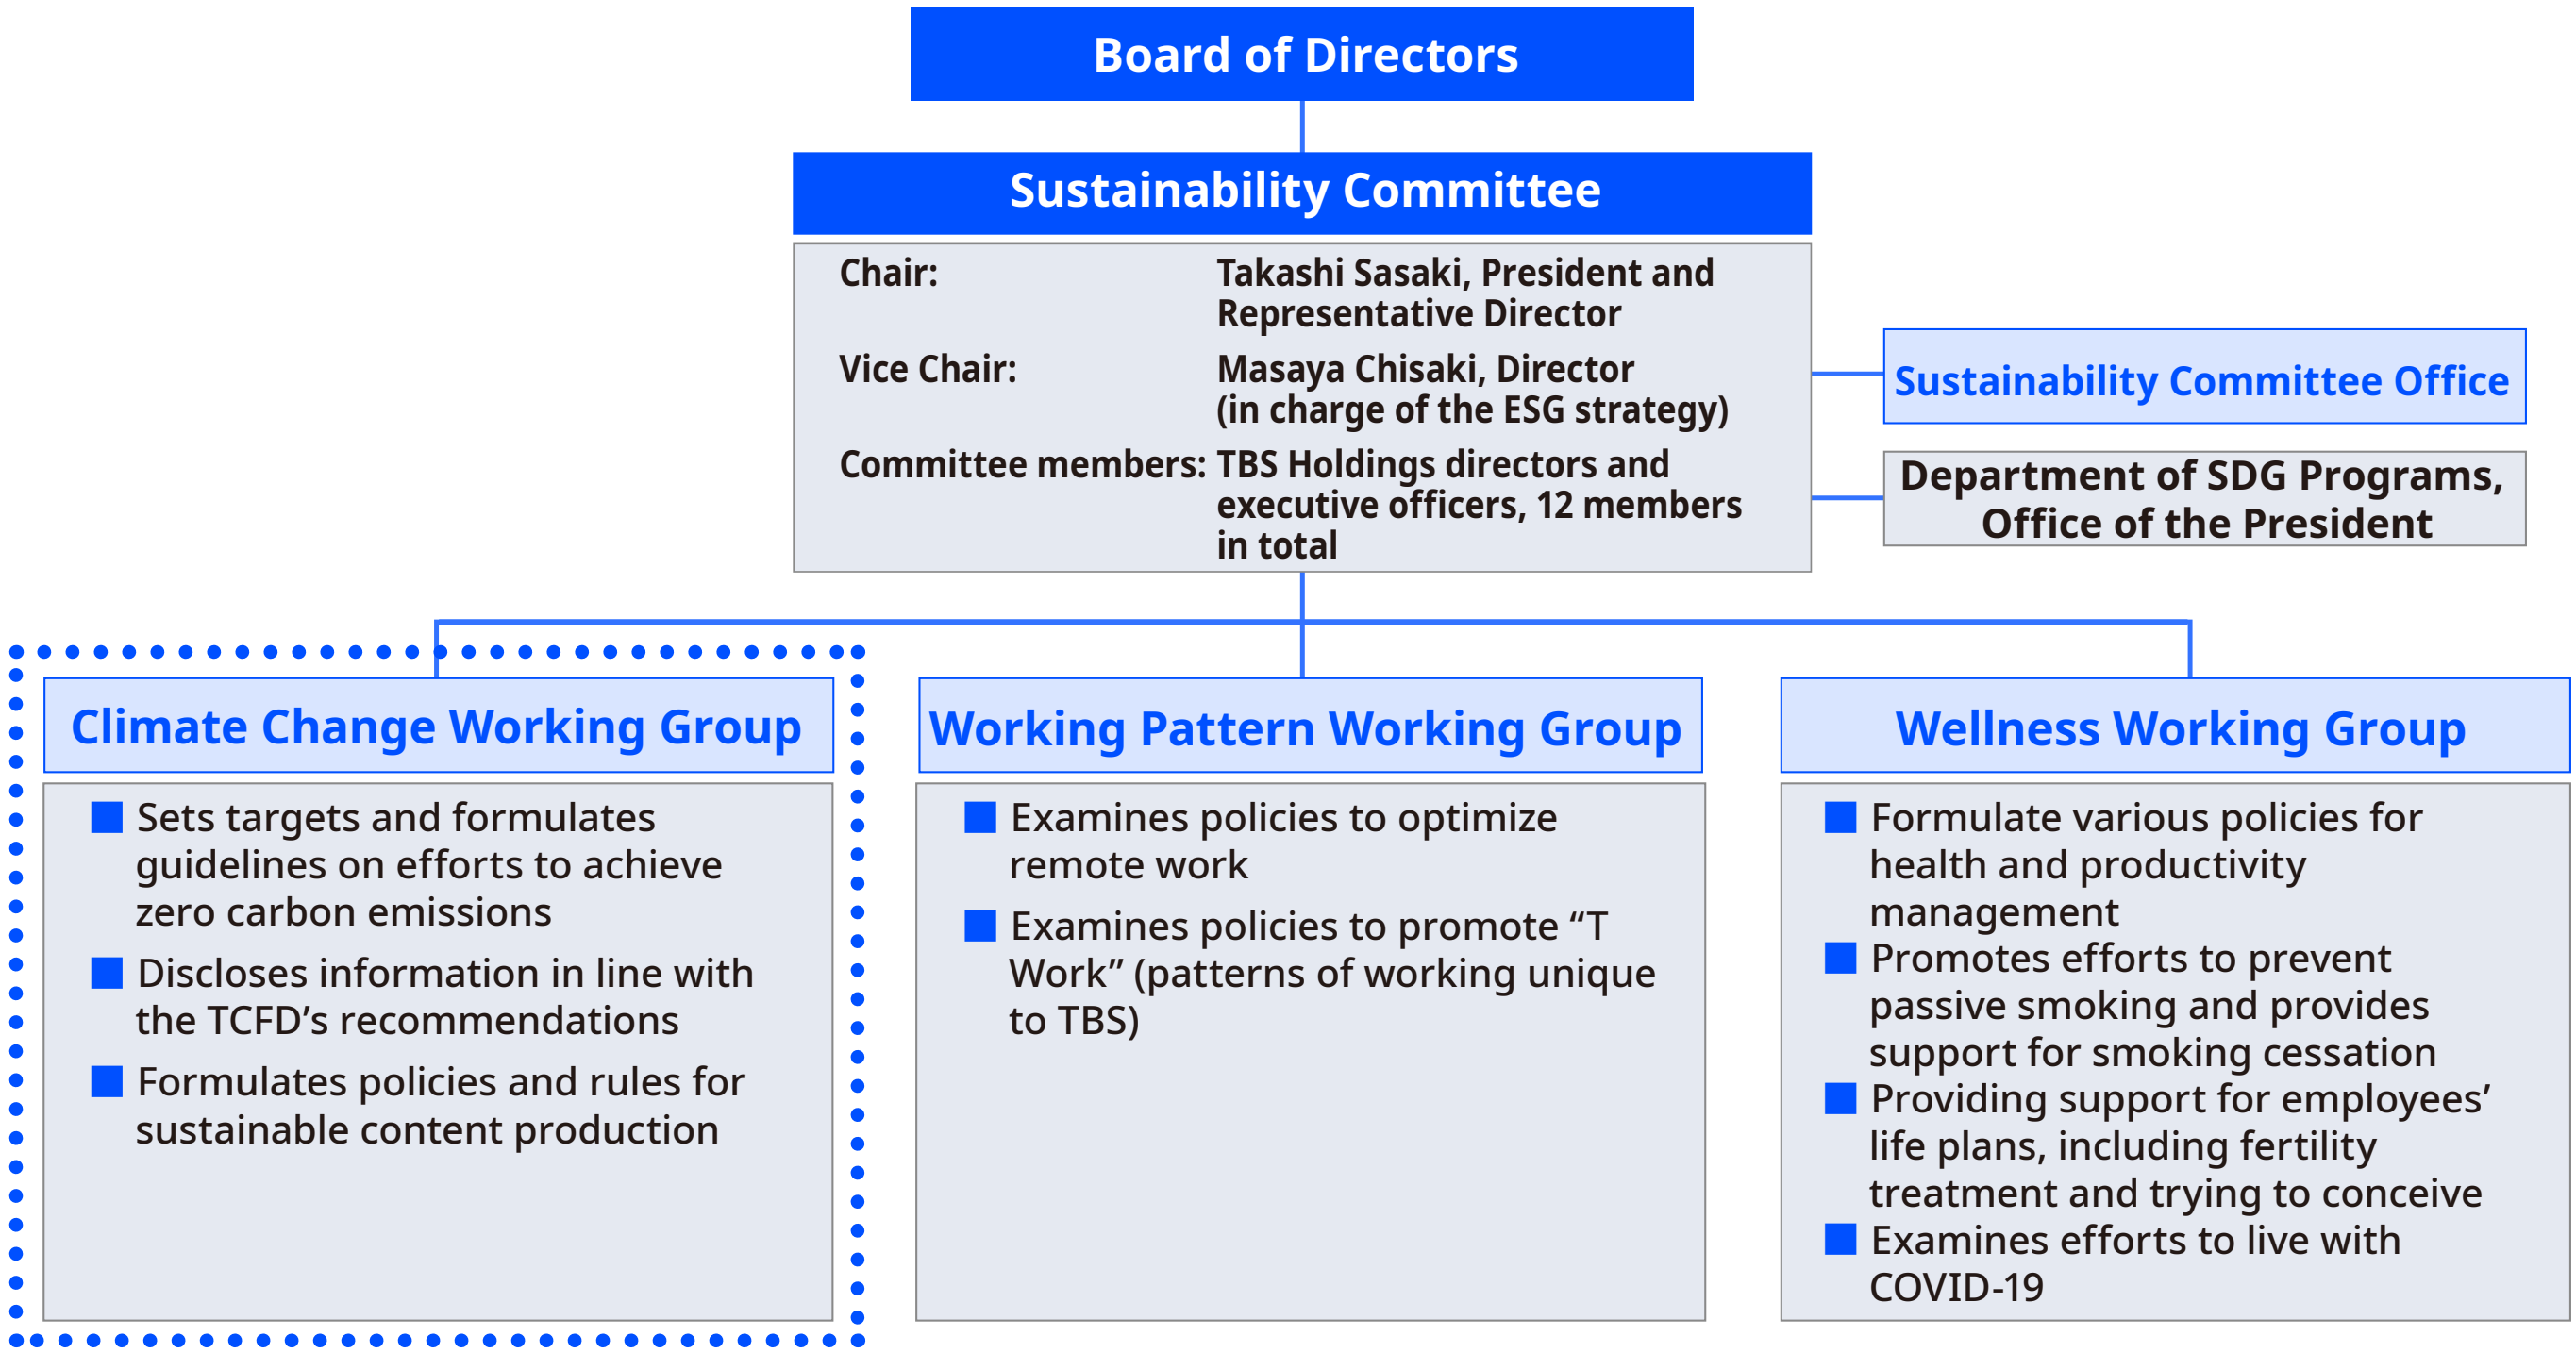 Board of Directors
Sustainability Committee
Chair: Takashi Sasaki, President and
Representative Director
Vice Chair: Masaya Chisaki, Director
(in charge of the ESG strategy)
Committee members: TBS Holdings directors and
executive officers, 12 members
in total
Sustainability Committee Office
Department of SDG Programs,
Office of the President
Climate Change Working Group
■ Sets targets and formulates
guidelines on efforts to achieve
zero carbon emissions
■ Discloses information in line with
the TCFD’s recommendations
■ Formulates policies and rules for
sustainable content production
Working Pattern Working Group
■ Examines policies to optimize
remote work
■ Examines policies to promote “T
Work” (patterns of working unique
to TBS)
Wellness Working Group
■ Formulate various policies for
health and productivity
management
■ Promotes efforts to prevent
passive smoking and provides
support for smoking cessation
■ Providing support for employees’
life plans, including fertility
treatment and trying to conceive
■ Examines efforts to live with
COVID-19